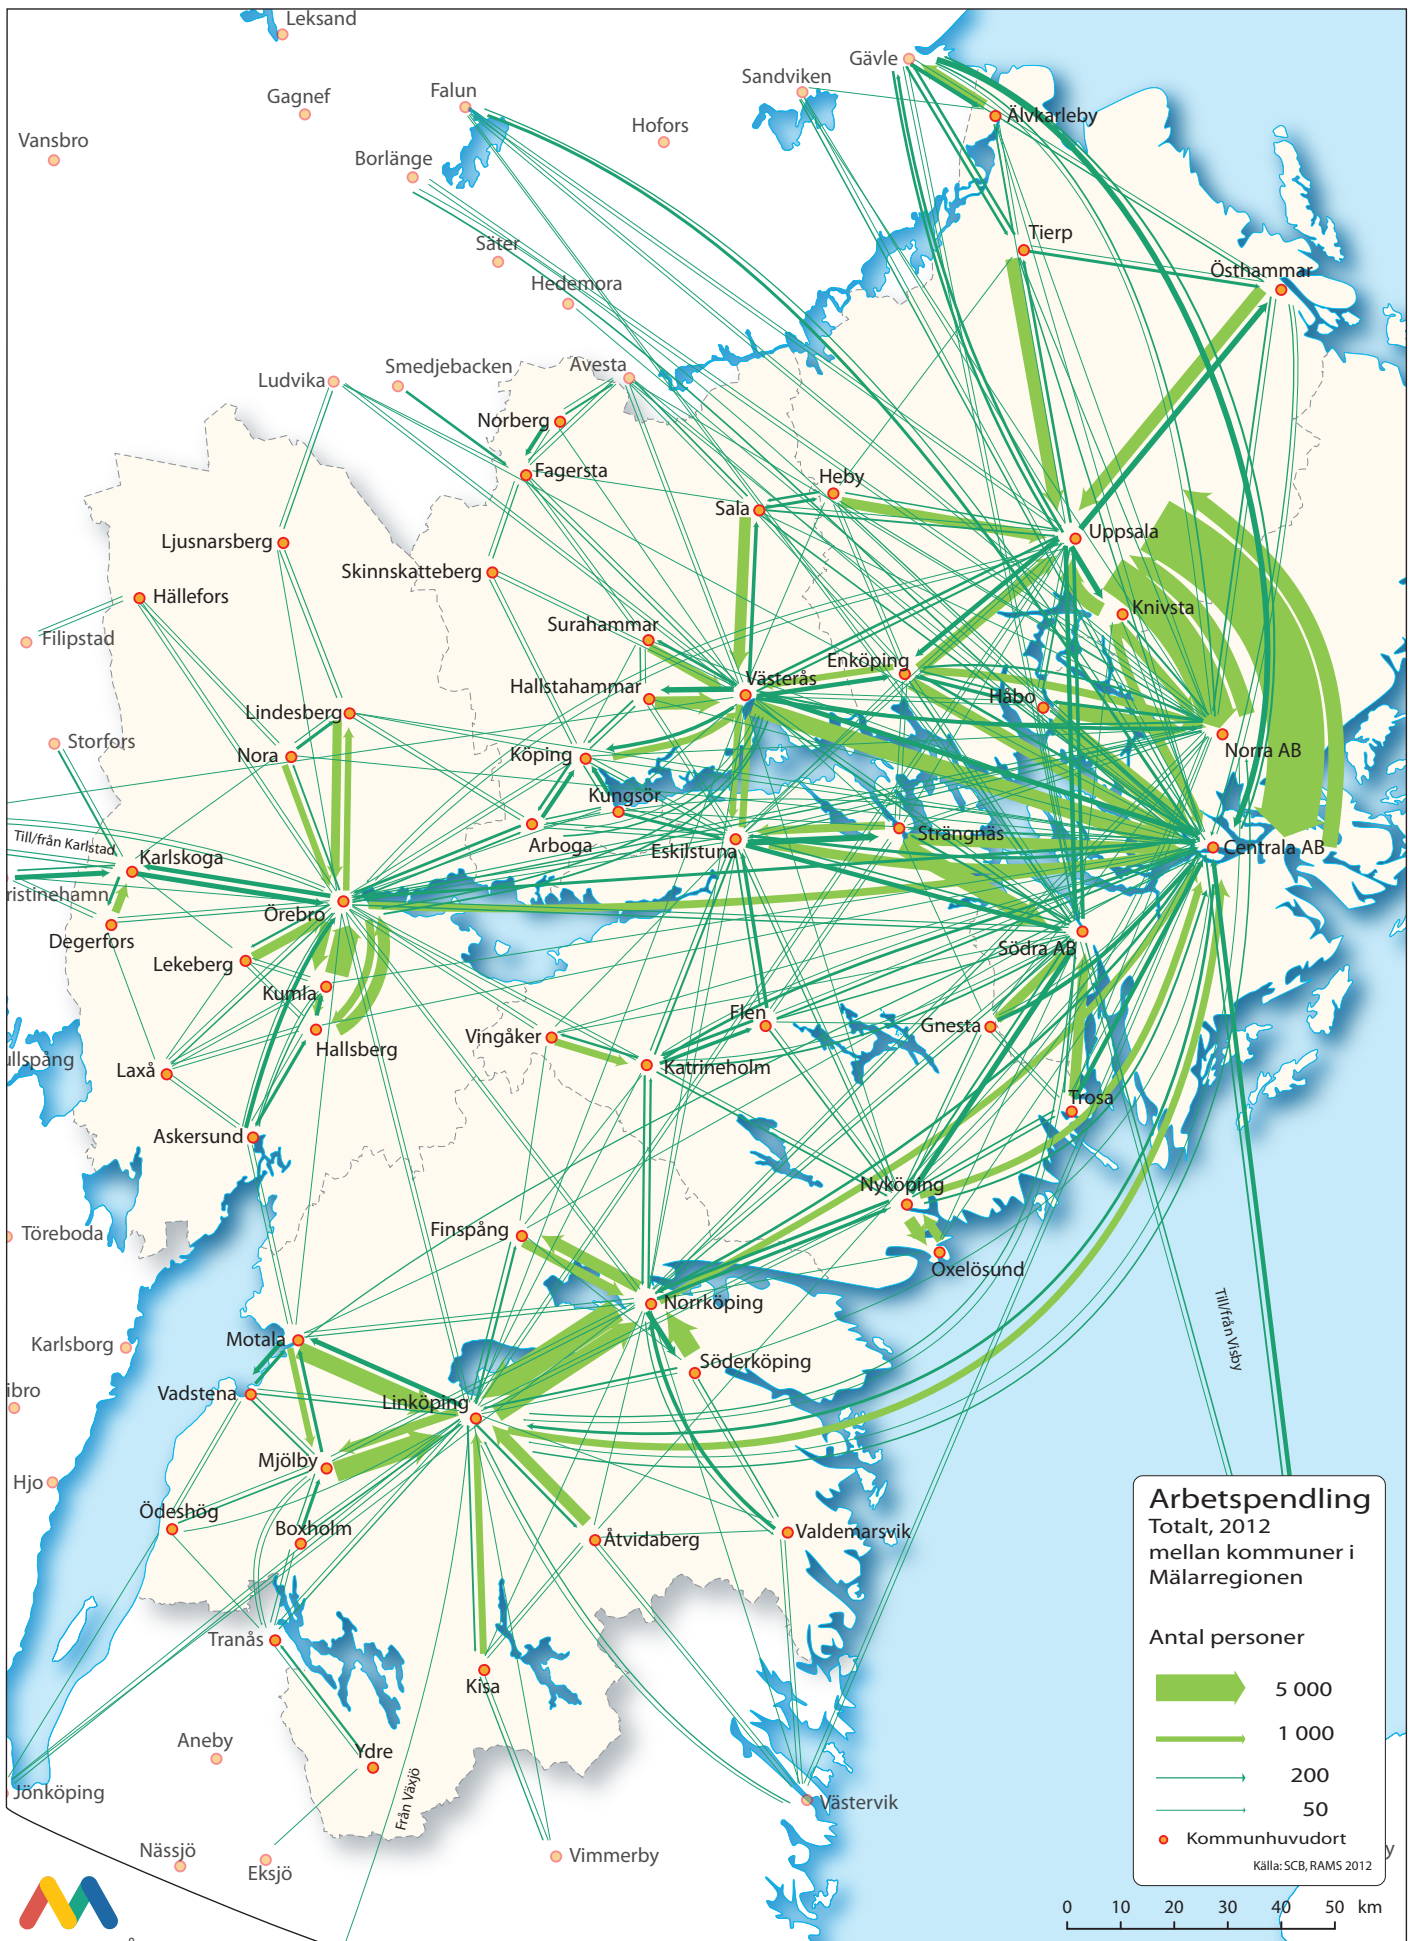 Leksand
Gävle
Sandviken
Falun
Gagnef
Älvkarleby
Hofors
Vansbro
Borlänge
Tierp
Säter
Östhammar
Hedemora
Avesta
Smedjebacken
Ludvika
Norberg
Fagersta
Heby
Sala
Uppsala
Ljusnarsberg
Skinnskatteberg
Hällefors
Knivsta
Surahammar
Filipstad
Enköping
Västerås
Hallstahammar
Håbo
Lindesberg
Storfors
Nora
Köping
Norra AB
Kungsör
Till/från Karlstad
Strängnäs
Arboga
Eskilstuna
Centrala AB
Karlskoga
ristinehamn
Örebro
Degerfors
Södra AB
Lekeberg
Kumla
Flen
Gnesta
Vingåker
Hallsberg
ullspång
Laxå
Katrineholm
Trosa
Askersund
Nyköping
Töreboda
Finspång
Oxelösund
Norrköping
Till/från Visby
Motala
Karlsborg
Söderköping
ibro
Vadstena
Linköping
Mjölby
Hjo
Ödeshög
Boxholm
Åtvidaberg
Valdemarsvik
Tranås
Kisa
Aneby
Ydre
Från Växjö
Jönköping
Västervik
Nässjö
Eksjö
Vimmerby
Arbetspendling
Totalt, 2012
mellan kommuner i
Mälarregionen
Antal personer
5 000
1 000
200
50
Kommunhuvudort
Källa: SCB, RAMS 2012
y
0 10 20 30 40 50 km